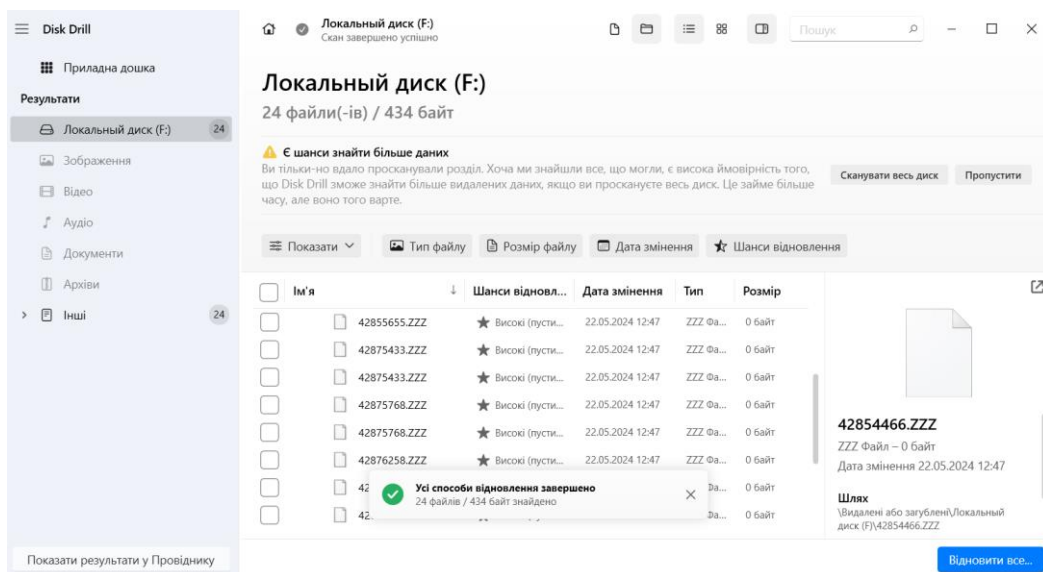 Disk Drill
Приладна дошка
Результати
Локальный диск (F:)
24
Зображення
Відео
Аудіо
Документи
Архіви
Інші
24
Показати результати у Провіднику
Локальный диск (F:)
Скан завершено успішно
Пошук
Локальный диск (F:)
24 файли(-ів) / 434 байт
Є шанси знайти більше даних
Ви тільки-но вдало просканували розділ. Хоча ми знайшли все, що могли, є висока ймовірність того,
що Disk Drill зможе знайти більше видалених даних, якщо ви проскануєте весь диск. Це займе більше
часу, але воно того варте.
Сканувати весь диск
Пропустити
Показати
Тип файлу
Розмір файлу
Дата змінення
Шанси відновлення
Ім'я ↓ Шанси відновл... Дата змінення Тип Розмір
42855655.ZZZ Високі (пусти... 22.05.2024 12:47 ZZZ Фа... 0 байт
42875433.ZZZ Високі (пусти... 22.05.2024 12:47 ZZZ Фа... 0 байт
42875433.ZZZ Високі (пусти... 22.05.2024 12:47 ZZZ Фа... 0 байт
42875768.ZZZ Високі (пусти... 22.05.2024 12:47 ZZZ Фа... 0 байт
42875768.ZZZ Високі (пусти... 22.05.2024 12:47 ZZZ Фа... 0 байт
42876258.ZZZ Високі (пусти... 22.05.2024 12:47 ZZZ Фа... 0 байт
42 Фа... 0 байт
42 Фа... 0 байт
Усі способи відновлення завершено
24 файлів / 434 байт знайдено
42854466.ZZZ
ZZZ Файл – 0 байт
Дата змінення 22.05.2024 12:47
Шлях
\Видалені або загублені\Локальный
диск (F)\42854466.ZZZ
Відновити все...